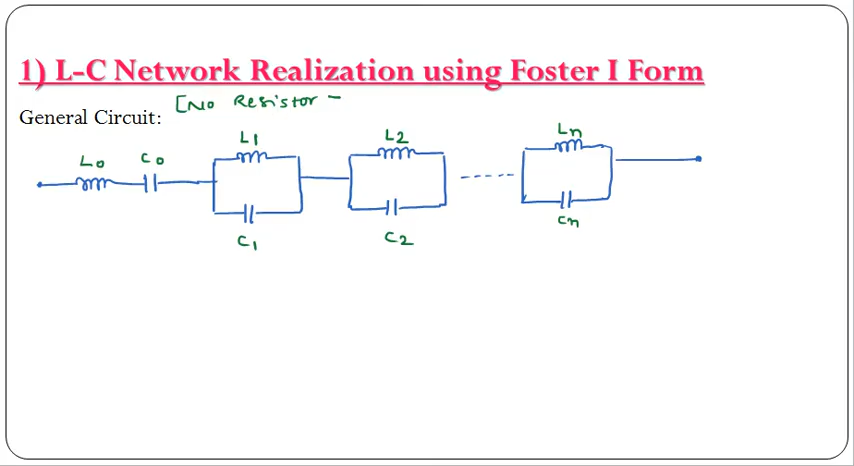 1) L-C Network Realization using Foster I Form
[No Resistor -
General Circuit:
L1 L2 Ln
L0 C0
C1 C2 Cn